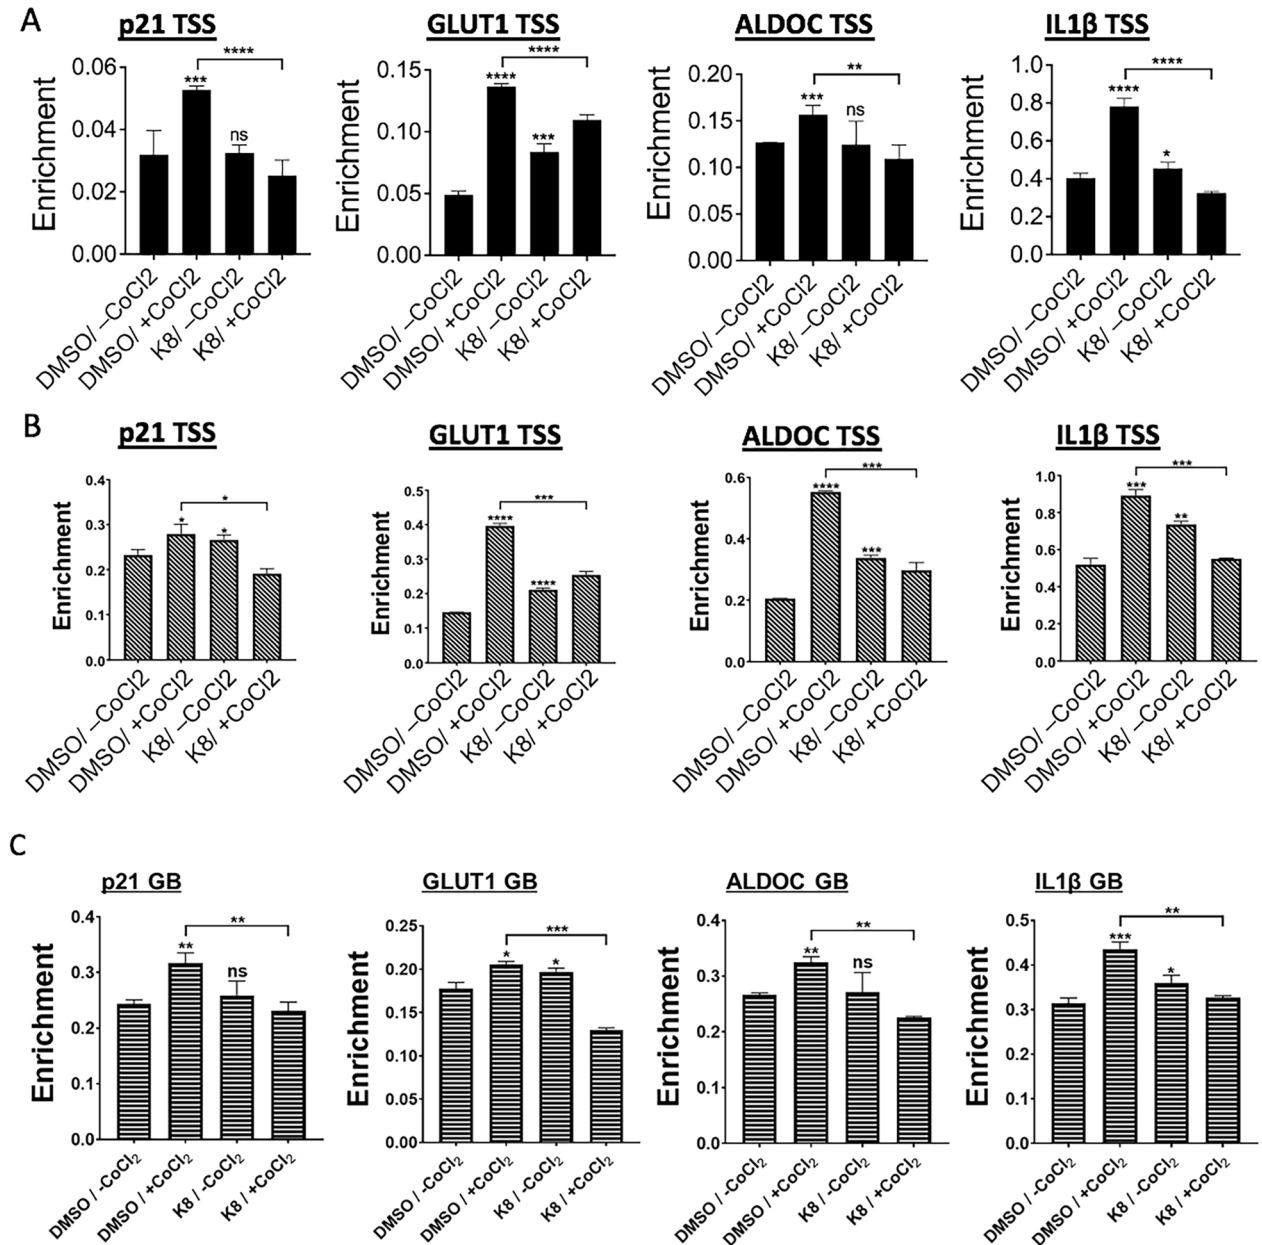 A
p21 TSS
GLUT1 TSS
ALDOC TSS
IL1β TSS
Enrichment
0.06
0.04
0.02
0.00
***
ns
****
DMSO/ –CoCl2
DMSO/ +CoCl2
K8/ –CoCl2
K8/ +CoCl2
Enrichment
0.15
0.10
0.05
0.00
****
***
****
DMSO/ –CoCl2
DMSO/ +CoCl2
K8/ –CoCl2
K8/ +CoCl2
Enrichment
0.20
0.15
0.10
0.05
0.00
***
ns
**
DMSO/ –CoCl2
DMSO/ +CoCl2
K8/ –CoCl2
K8/ +CoCl2
Enrichment
1.0
0.8
0.6
0.4
0.2
0.0
****
*
****
DMSO/ –CoCl2
DMSO/ +CoCl2
K8/ –CoCl2
K8/ +CoCl2
B
p21 TSS
GLUT1 TSS
ALDOC TSS
IL1β TSS
Enrichment
0.4
0.3
0.2
0.1
0.0
*
*
*
DMSO/ –CoCl2
DMSO/ +CoCl2
K8/ –CoCl2
K8/ +CoCl2
Enrichment
0.5
0.4
0.3
0.2
0.1
0.0
****
****
***
DMSO/ –CoCl2
DMSO/ +CoCl2
K8/ –CoCl2
K8/ +CoCl2
Enrichment
0.6
0.4
0.2
0.0
****
***
***
DMSO/ –CoCl2
DMSO/ +CoCl2
K8/ –CoCl2
K8/ +CoCl2
Enrichment
1.0
0.8
0.6
0.4
0.2
0.0
***
**
***
DMSO/ –CoCl2
DMSO/ +CoCl2
K8/ –CoCl2
K8/ +CoCl2
C
p21 GB
GLUT1 GB
ALDOC GB
IL1β GB
Enrichment
0.4
0.3
0.2
0.1
0.0
**
ns
**
DMSO / -CoCl₂
DMSO / +CoCl₂
K8 / -CoCl₂
K8 / +CoCl₂
Enrichment
0.25
0.20
0.15
0.10
0.05
0.00
*
*
***
DMSO / -CoCl₂
DMSO / +CoCl₂
K8 / -CoCl₂
K8 / +CoCl₂
Enrichment
0.4
0.3
0.2
0.1
0.0
**
ns
**
DMSO / -CoCl₂
DMSO / +CoCl₂
K8 / -CoCl₂
K8 / +CoCl₂
Enrichment
0.5
0.4
0.3
0.2
0.1
0.0
***
*
**
DMSO / -CoCl₂
DMSO / +CoCl₂
K8 / -CoCl₂
K8 / +CoCl₂